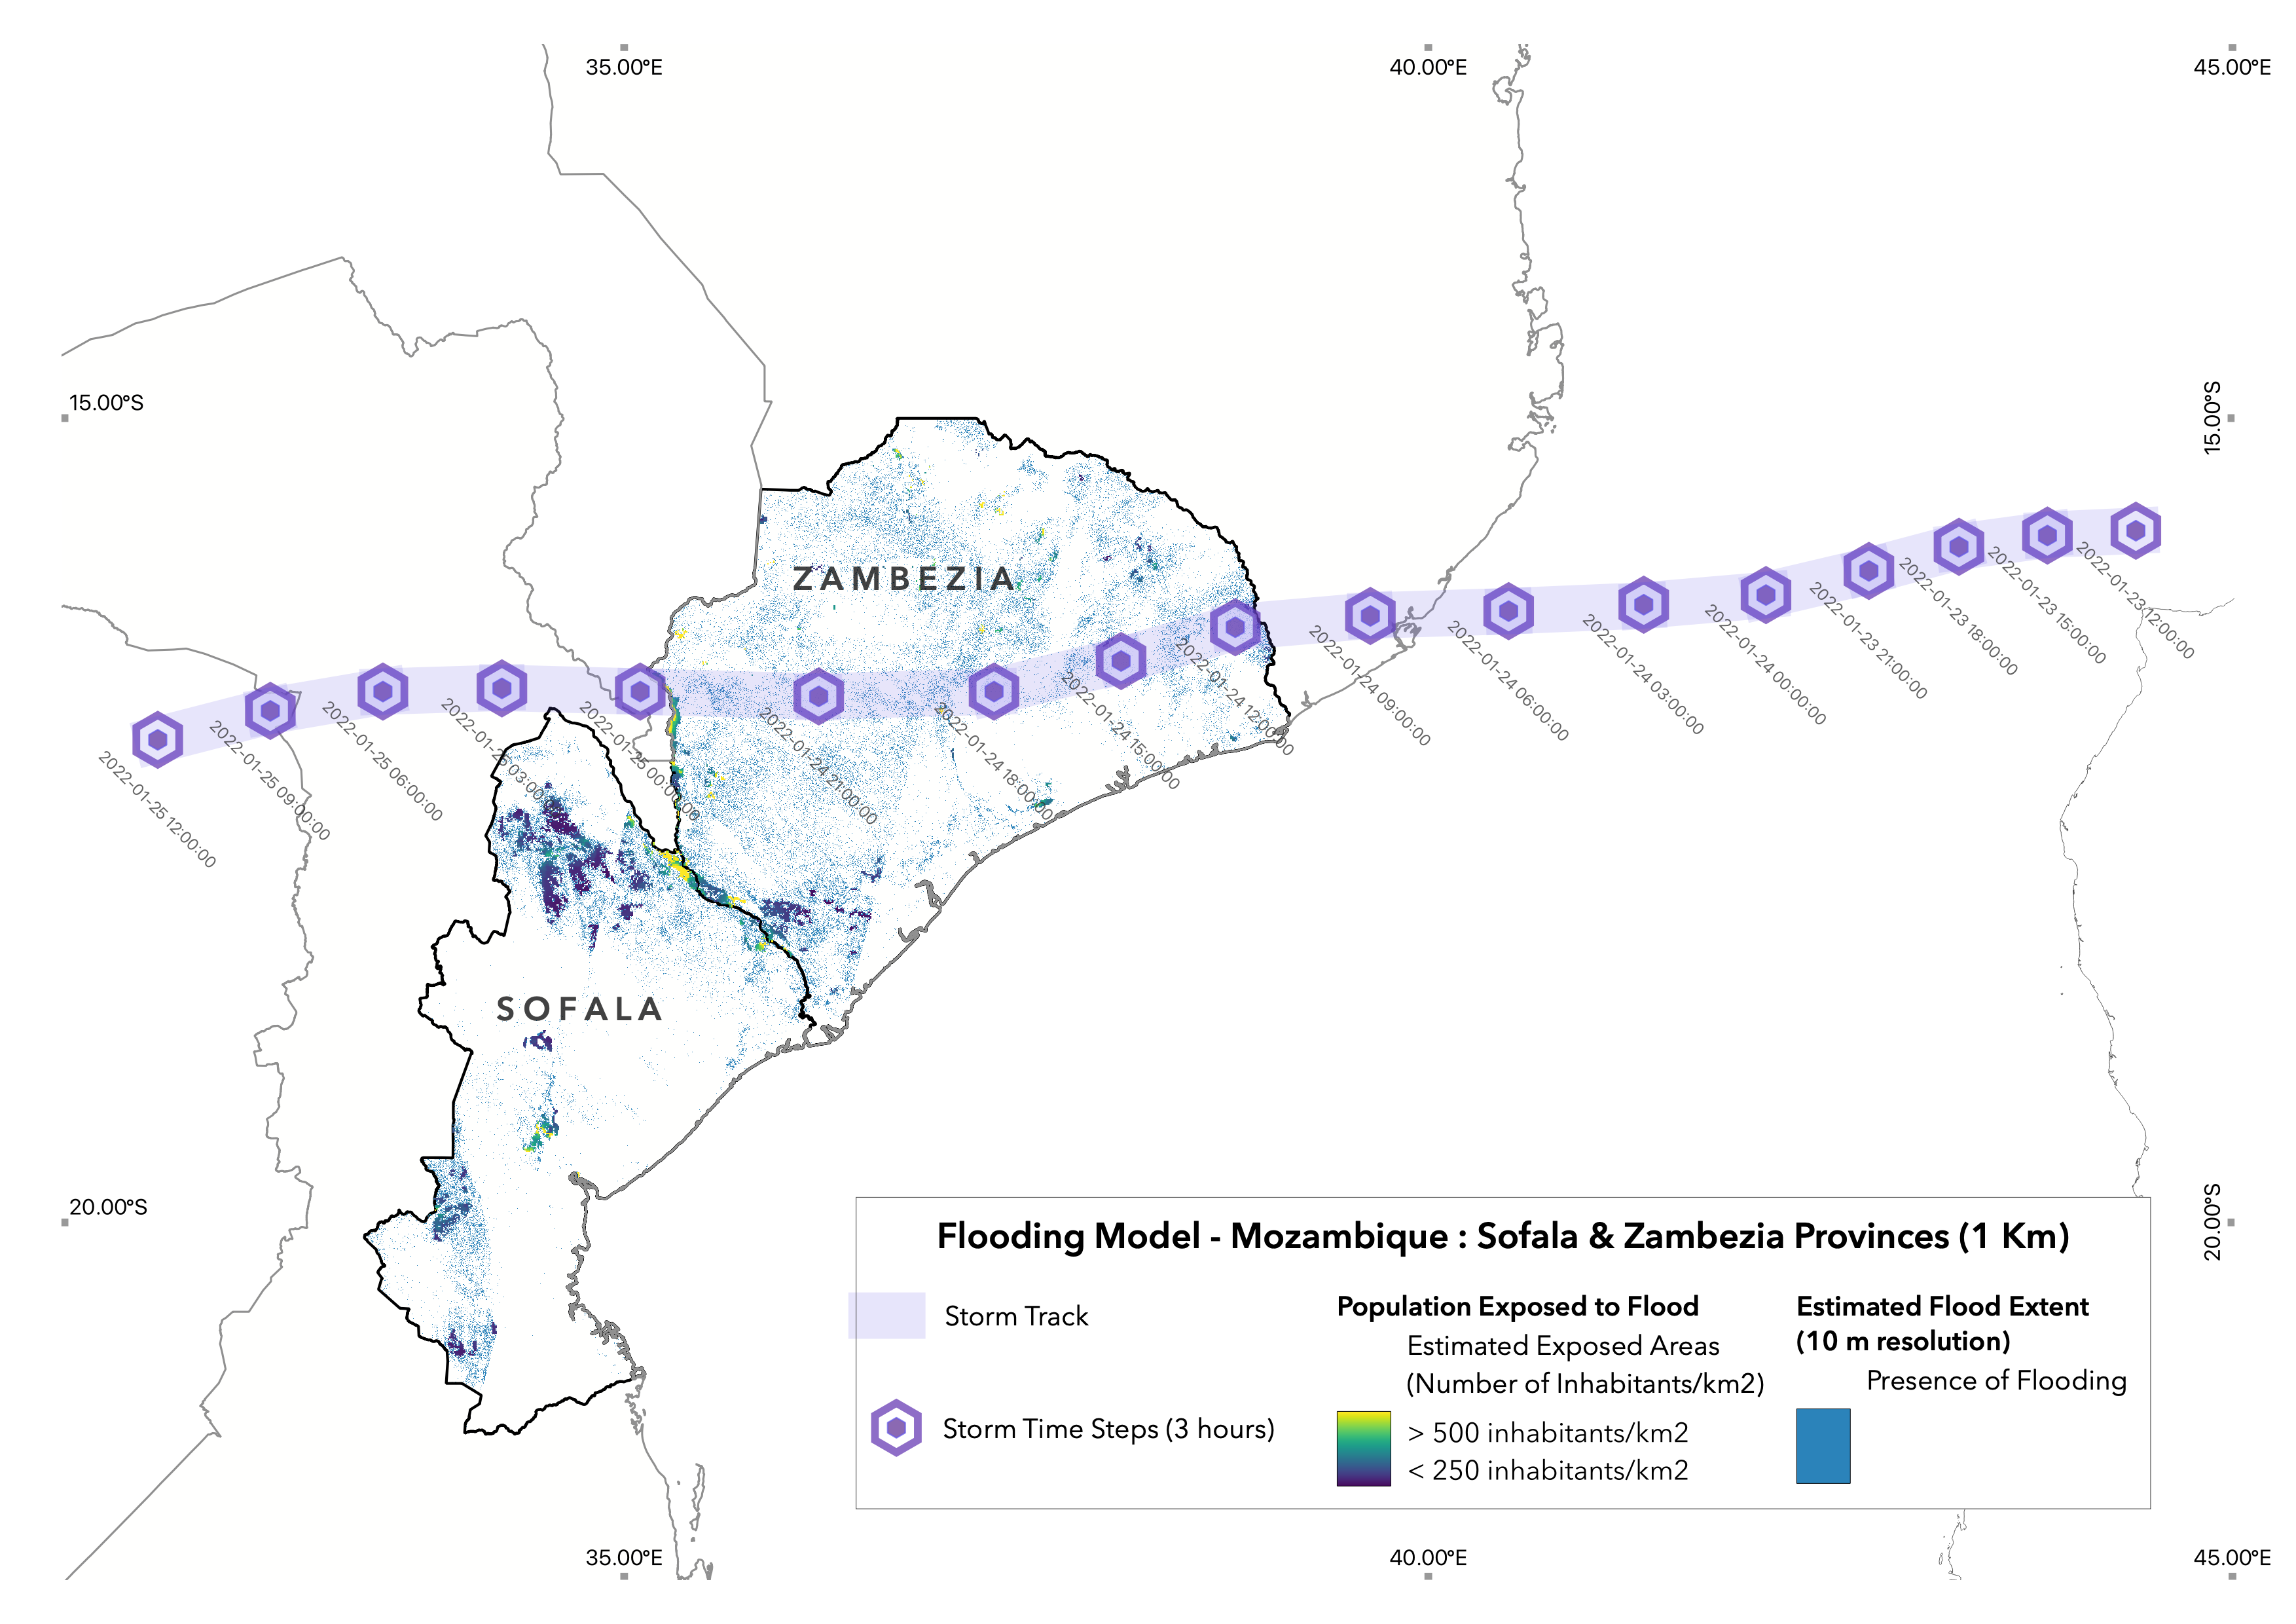 35.00°E
40.00°E
45.00°E
15.00°S
15.00°S
ZAMBEZIA
2022-01-25 12:00:00
2022-01-25 09:00:00
2022-01-25 06:00:00
2022-01-25 03:00:00
2022-01-25 00:00:00
2022-01-24 21:00:00
2022-01-24 18:00:00
2022-01-24 15:00:00
2022-01-24 12:00:00
2022-01-24 09:00:00
2022-01-24 06:00:00
2022-01-24 03:00:00
2022-01-24 00:00:00
2022-01-23 21:00:00
2022-01-23 18:00:00
2022-01-23 15:00:00
2022-01-23 12:00:00
SOFALA
20.00°S
20.00°S
Flooding Model - Mozambique : Sofala & Zambezia Provinces (1 Km)
Storm Track
Storm Time Steps (3 hours)
Population Exposed to Flood
Estimated Exposed Areas
(Number of Inhabitants/km2)
> 500 inhabitants/km2
< 250 inhabitants/km2
Estimated Flood Extent
(10 m resolution)
Presence of Flooding
35.00°E
40.00°E
45.00°E